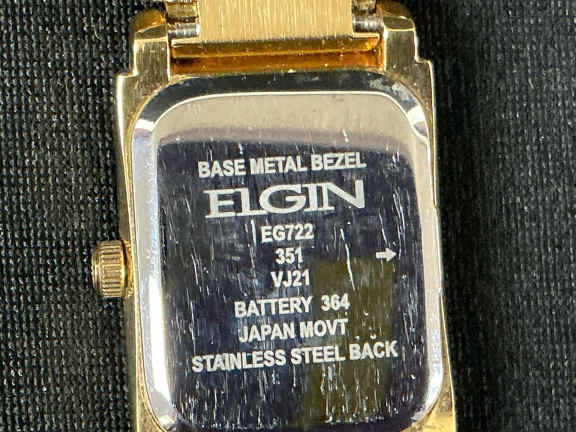 BASE METAL BEZEL
ELGIN
EG722
351
VJ21
BATTERY 364
JAPAN MOVT
STAINLESS STEEL BACK